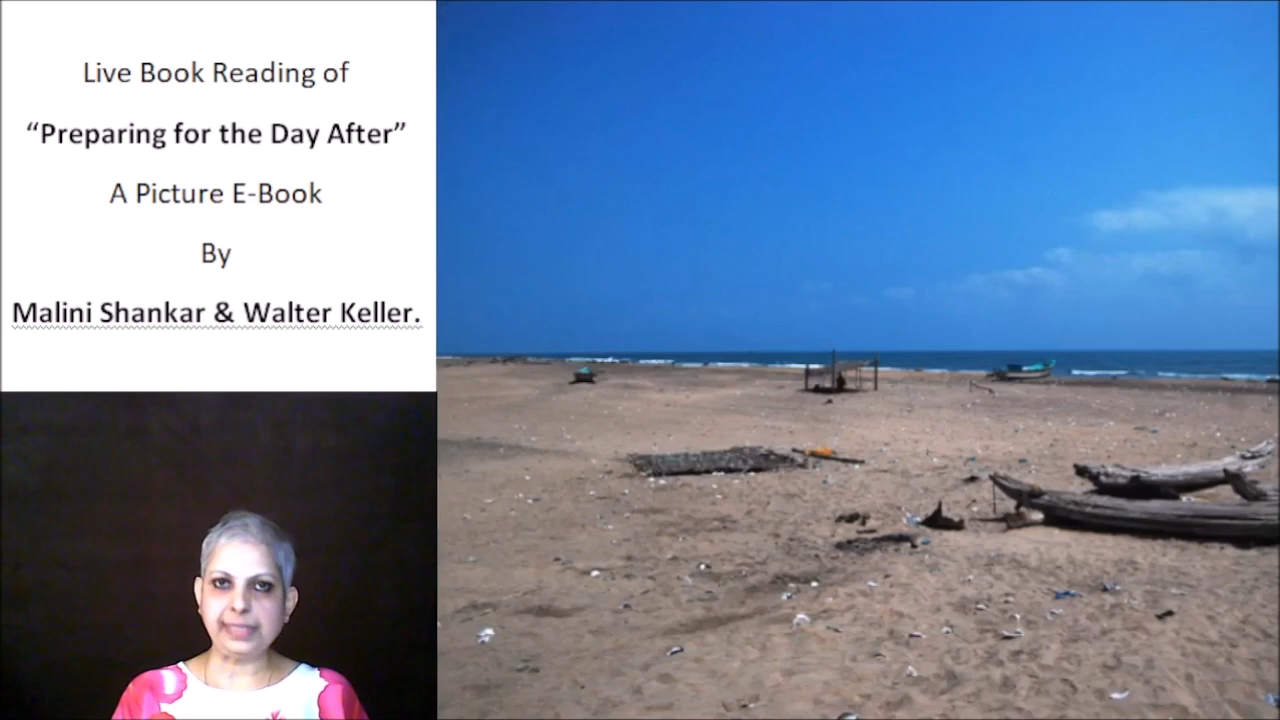 Live Book Reading of
“Preparing for the Day After”
A Picture E-Book
By
Malini Shankar & Walter Keller.